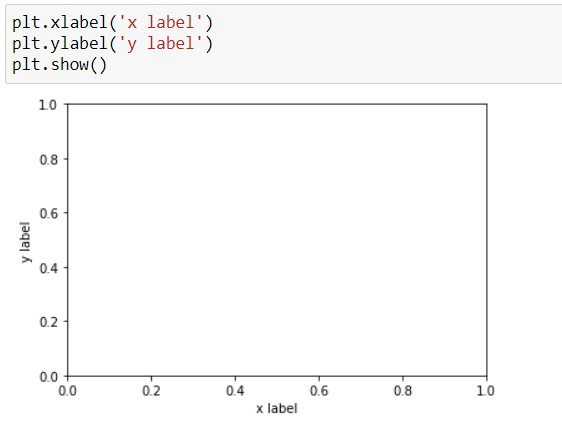 plt.xlabel('x label')
plt.ylabel('y label')
plt.show()
1.0
0.8
0.6
0.4
0.2
0.0
y label
0.0 0.2 0.4 0.6 0.8 1.0
x label